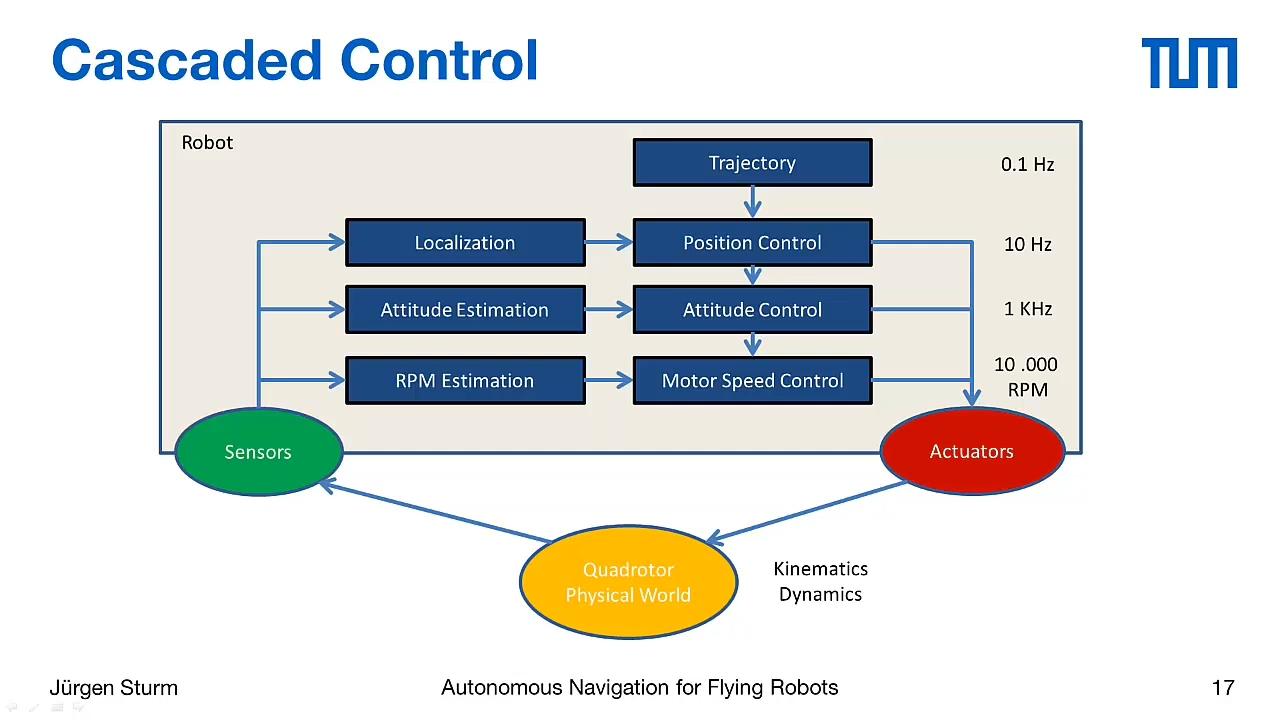 Cascaded Control
TUM
Robot
Trajectory
0.1 Hz
Localization
Position Control
10 Hz
Attitude Estimation
Attitude Control
1 KHz
RPM Estimation
Motor Speed Control
10 .000
RPM
Sensors
Actuators
Quadrotor
Physical World
Kinematics
Dynamics
Jürgen Sturm
Autonomous Navigation for Flying Robots
17